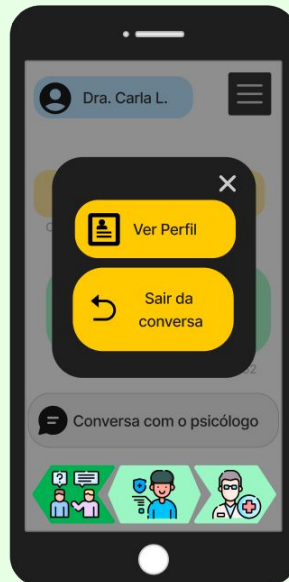 Dra. Carla L.
Ver Perfil
Sair da
conversa
Conversa com o psicólogo